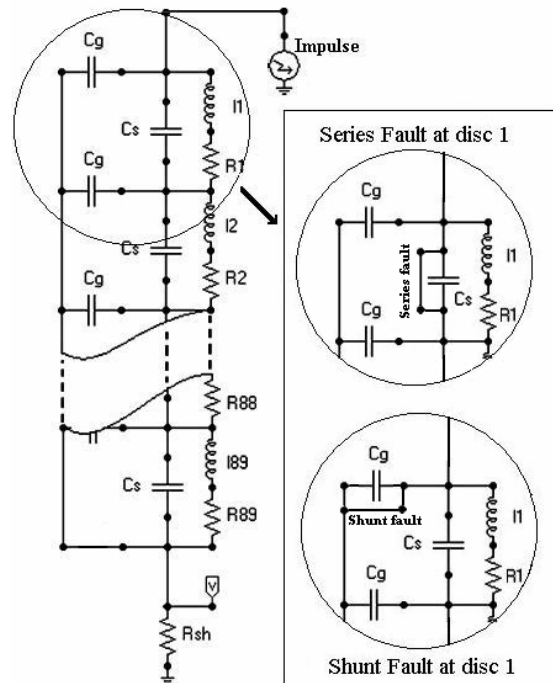 Cg
Impulse
l1
Cs
R1
Cg
l2
Cs
R2
Cg
R88
l89
Cs
R89
V
Rsh
Series Fault at disc 1
Cg
l1
Series fault
Cs
R1
Cg
Cg
Shunt fault
l1
Cs
R1
Cg
Shunt Fault at disc 1